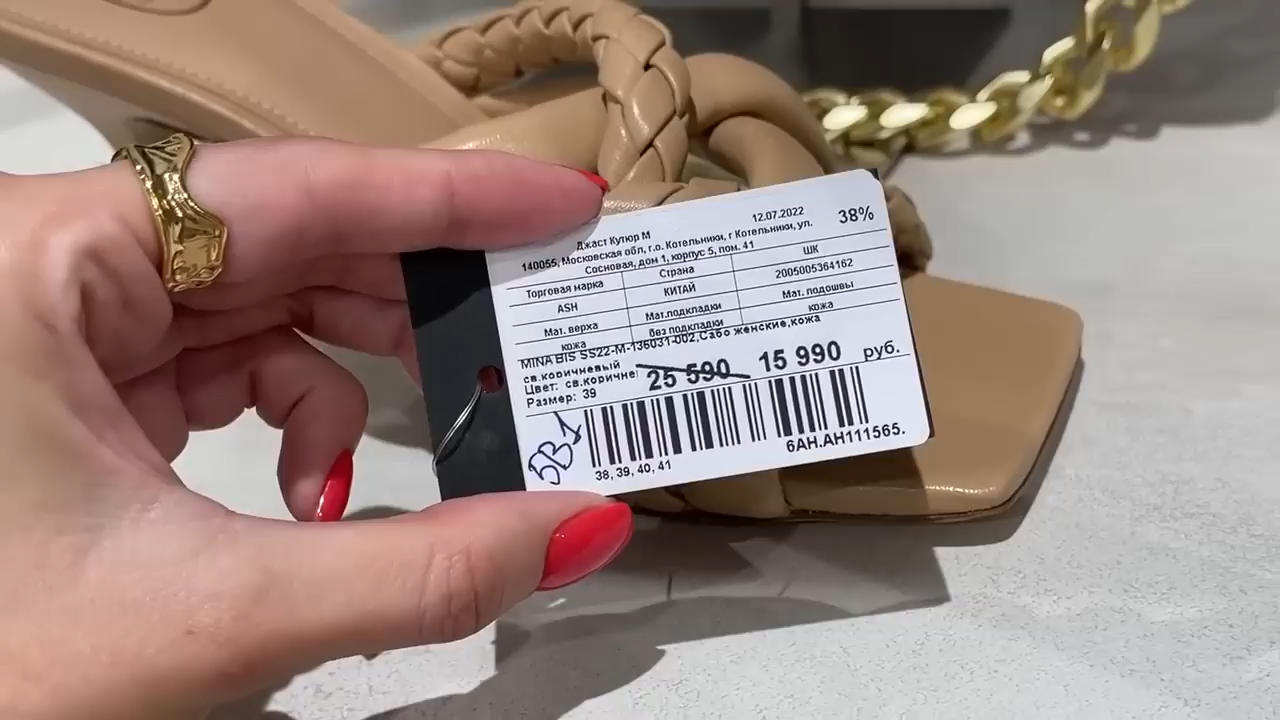 12.07.2022 38%
Джаст Кутюр М
140055, Московская обл, г.о. Котельники, г Котельники, ул.
Сосновая, дом 1, корпус 5, пом. 41
Торговая марка Страна ШК
ASH КИТАЙ 2005005364162
Мат. верха Мат.подкладки Мат. подошвы
кожа без подкладки кожа
MINA BIS SS22-M-136031-002,Сабо женские,кожа
св.коричневый
Цвет: св.коричне
Размер: 39
25 590 15 990 руб.
5B1
38, 39, 40, 41
6АН.АН111565.